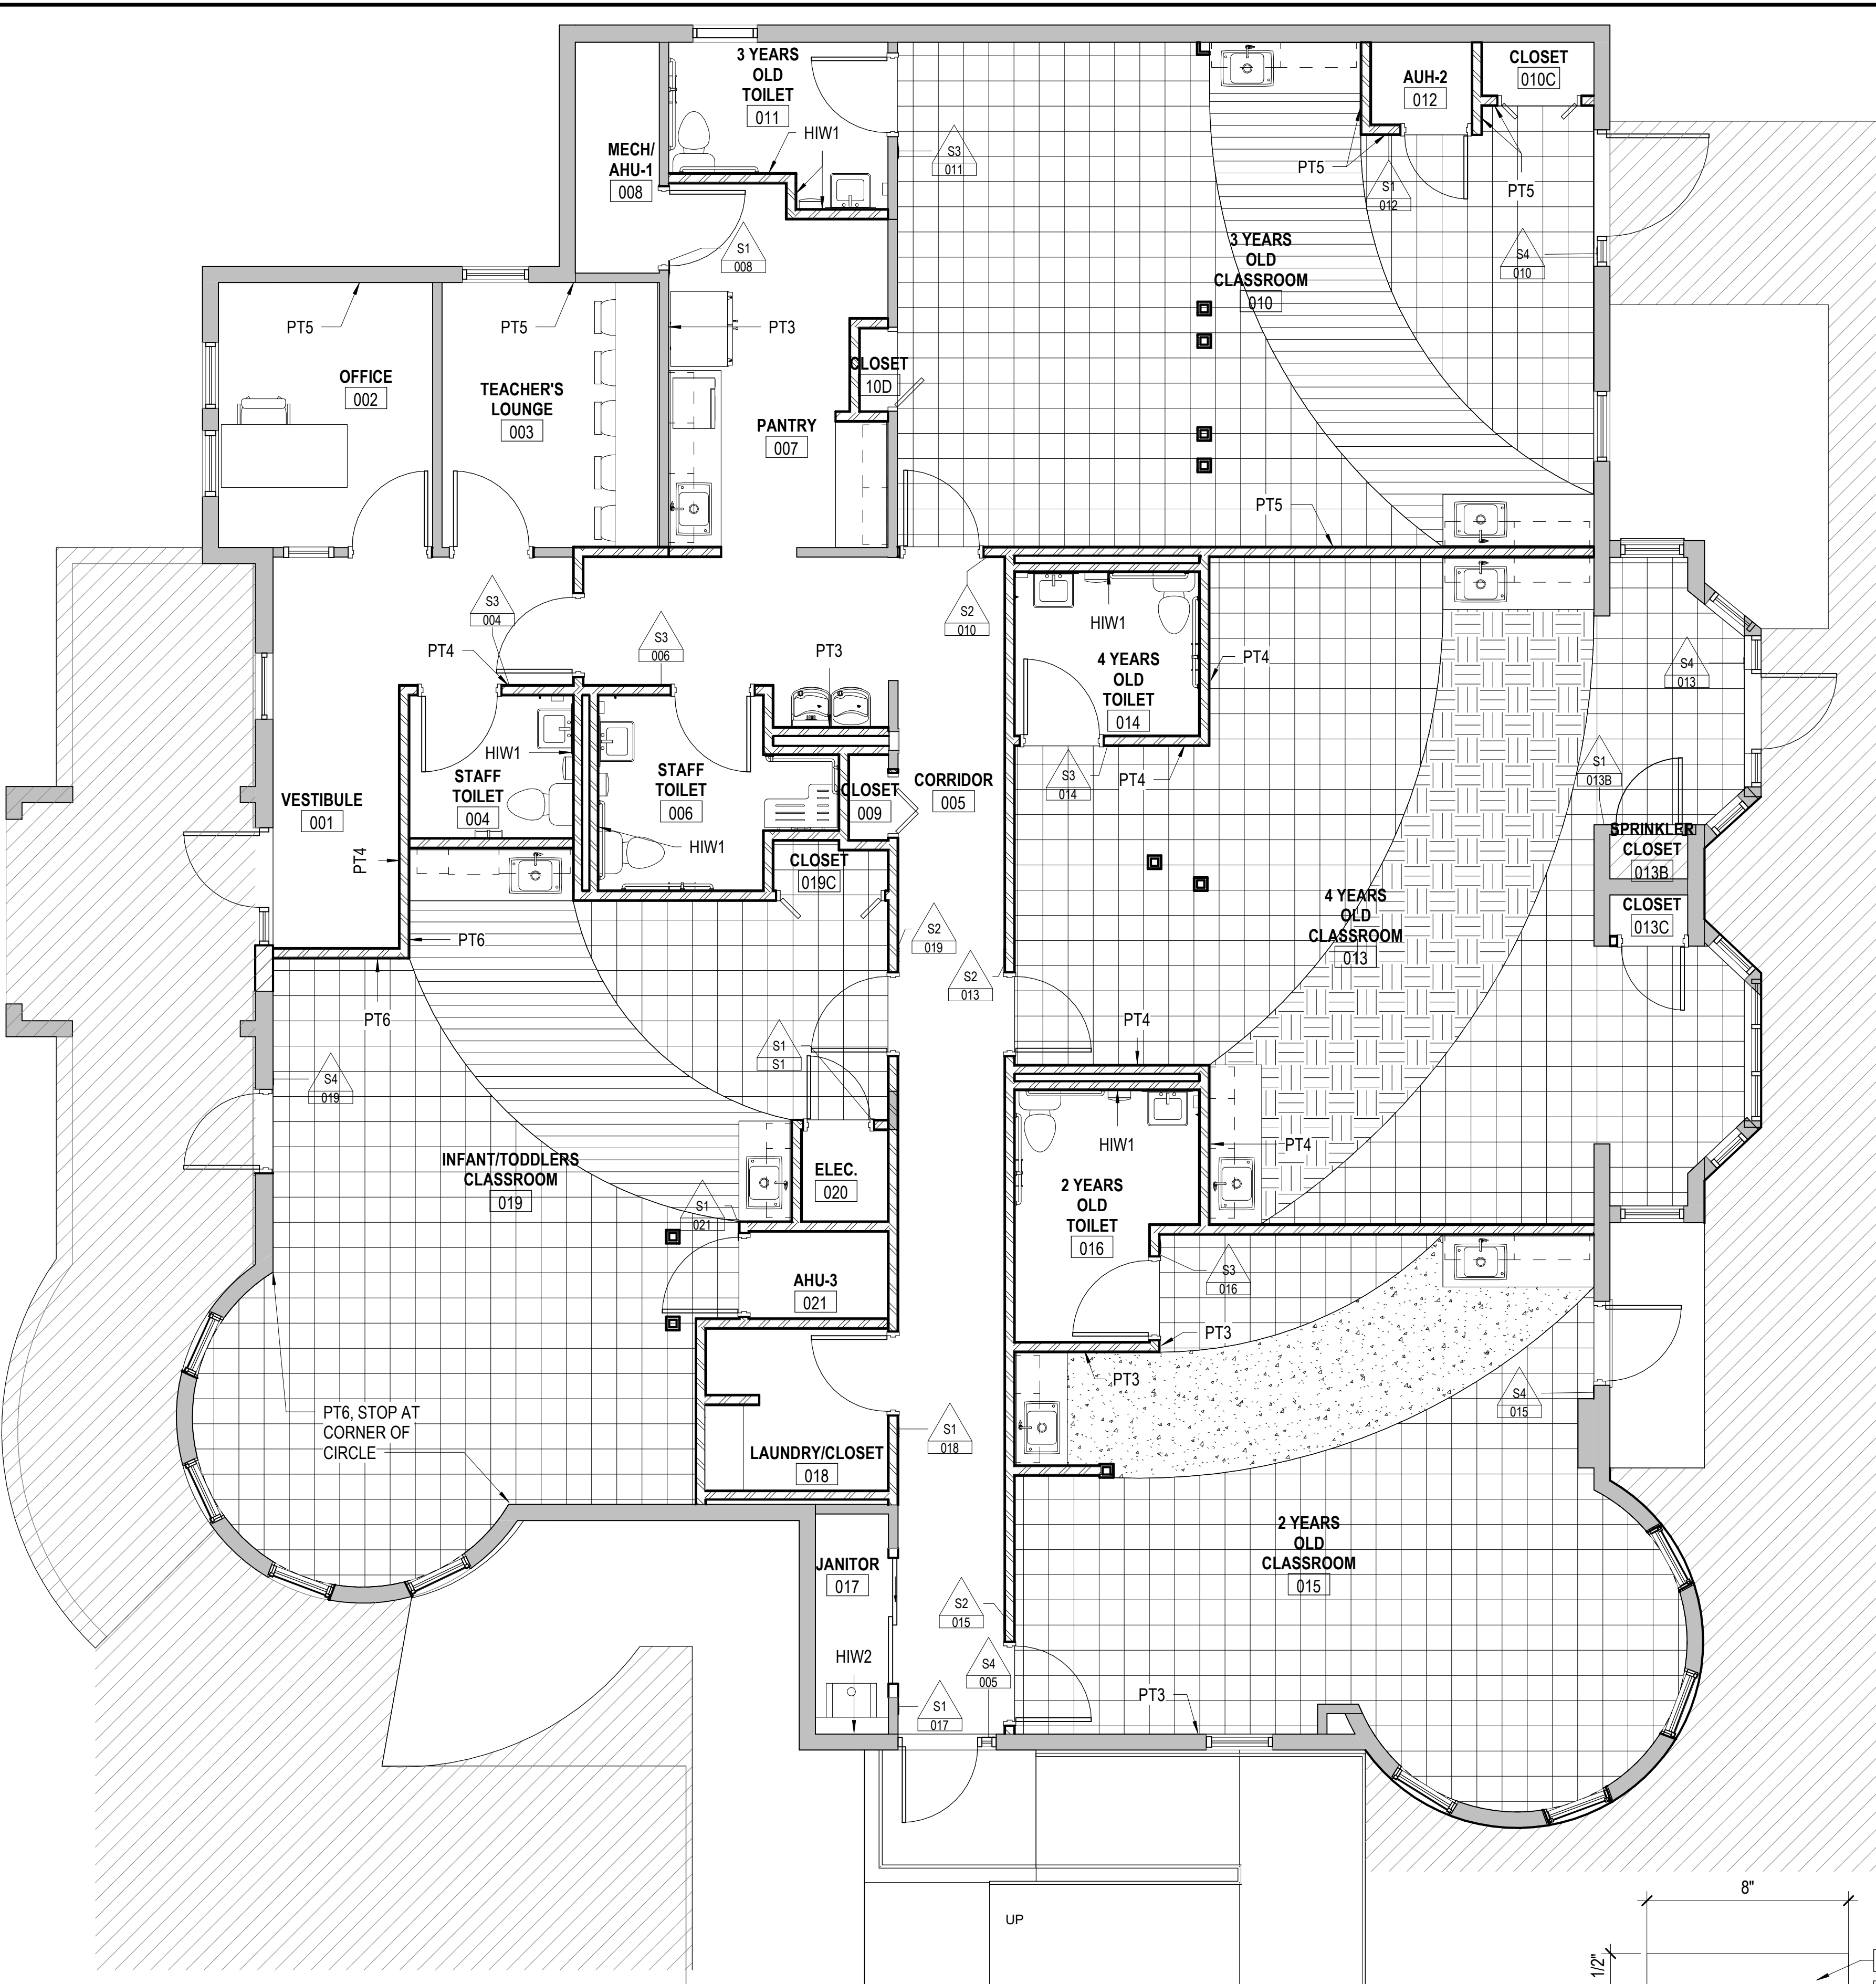 3 YEARS
OLD
TOILET
011
HIW1
MECH/
AHU-1
008
S3
011
S1
008
AUH-2
012
CLOSET
010C
PT5
S1
012
PT5
3 YEARS
OLD
CLASSROOM
010
S4
010
PT5
OFFICE
002
PT5
TEACHER'S
LOUNGE
003
PT3
CLOSET
10D
PANTRY
007
PT5
S3
004
PT4
S3
006
PT3
S2
010
HIW1
4 YEARS
OLD
TOILET
014
PT4
S4
013
HIW1
STAFF
TOILET
004
STAFF
TOILET
006
HIW1
CLOSET
009
CORRIDOR
005
S3
014
PT4
S1
013B
VESTIBULE
001
PT4
CLOSET
019C
SPRINKLER
CLOSET
013B
CLOSET
013C
4 YEARS
OLD
CLASSROOM
013
PT6
S2
019
S2
013
PT6
PT4
S1
S1
S4
019
HIW1
PT4
INFANT/TODDLERS
CLASSROOM
019
ELEC.
020
S1
021
2 YEARS
OLD
TOILET
016
S3
016
AHU-3
021
PT3
PT3
S4
015
PT6, STOP AT
CORNER OF
CIRCLE
S1
018
LAUNDRY/CLOSET
018
2 YEARS
OLD
CLASSROOM
015
JANITOR
017
S2
015
HIW2
S4
005
S1
017
PT3
UP
8"
1/2"